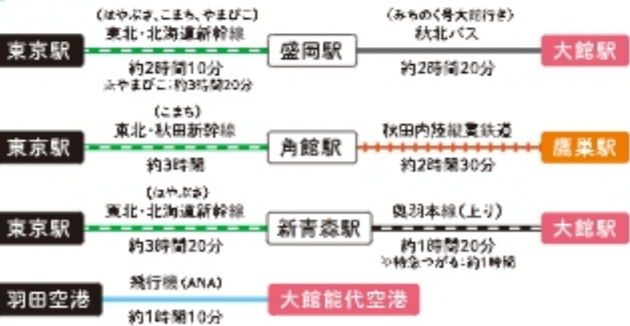 (はやぶさ、こまち、やまびこ)
(みちのく号大館行き)
東北・北海道新幹線
秋北バス
東京駅
盛岡駅
大館駅
約2時間10分
約2時間20分
※やまびこ:約3時間20分
(こまち)
東北・秋田新幹線
秋田内陸縦貫鉄道
東京駅
角館駅
鷹巣駅
約3時間
約2時間30分
(はやぶさ)
東北・北海道新幹線
奥羽本線(上り)
東京駅
新青森駅
大館駅
約3時間20分
約1時間20分
※特急つがる:約1時間
飛行機(ANA)
羽田空港
大館能代空港
約1時間10分